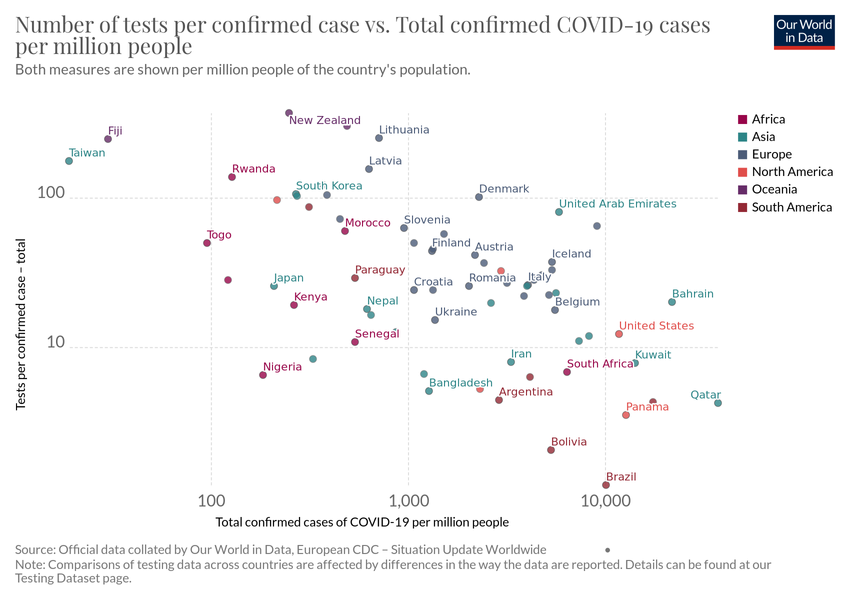 Number of tests per confirmed case vs. Total confirmed COVID-19 cases
per million people
Our World
in Data
Both measures are shown per million people of the country's population.
New Zealand
Fiji
Lithuania
Taiwan
Latvia
Rwanda
South Korea
Denmark
100
United Arab Emirates
Morocco
Slovenia
Togo
Finland
Austria
Iceland
Paraguay
Japan
Croatia
Romania
Italy
Kenya
Nepal
Belgium
Bahrain
Ukraine
United States
Senegal
10
Iran
Kuwait
Nigeria
South Africa
Bangladesh
Argentina
Qatar
Panama
Bolivia
Brazil
Tests per confirmed case – total
100
1,000
10,000
Total confirmed cases of COVID-19 per million people
Africa
Asia
Europe
North America
Oceania
South America
Source: Official data collated by Our World in Data, European CDC – Situation Update Worldwide
Note: Comparisons of testing data across countries are affected by differences in the way the data are reported. Details can be found at our
Testing Dataset page.